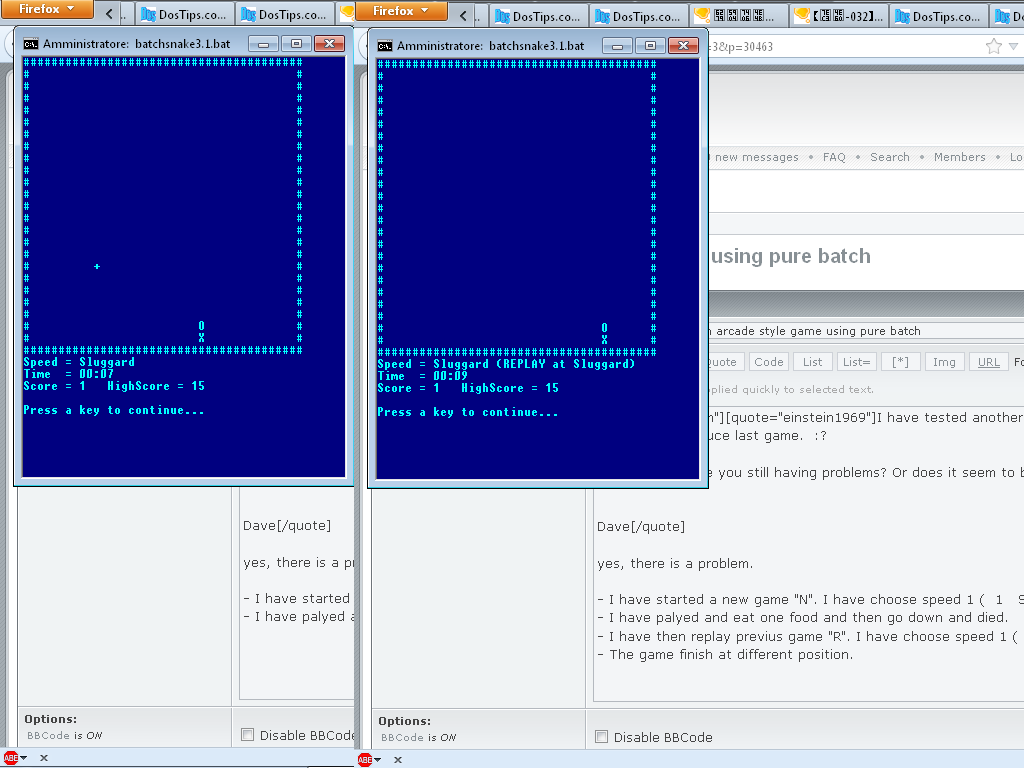 Firefox
DosTips.co...
DosTips.co...
Amministratore: batchsnake3.1.bat
########################################
+
O
X
########################################
Speed = Sluggard
Time = 00:07
Score = 1 HighScore = 15
Press a key to continue...
Dave[/quote]
yes, there is a
- I have started
- I have palyed
Options:
BBCode is ON
Disable BBCode
ABE
x
Firefox
DosTips.co...
DosTips.co...
-032]...
DosTips.co...
Dos
=3&p=30463
Amministratore: batchsnake3.1.bat
########################################
O
X
########################################
Speed = Sluggard (REPLAY at Sluggard)
Time = 00:09
Score = 1 HighScore = 15
Press a key to continue...
new messages • FAQ • Search • Members • Lo
using pure batch
arcade style game using pure batch
Quote Code List List= [*] Img URL Fo
pplied quickly to selected text.
"][quote="einstein1969"]I have tested another
uce last game. :?
e you still having problems? Or does it seem to b
Dave[/quote]
yes, there is a problem.
- I have started a new game "N". I have choose speed 1 ( 1 S
- I have palyed and eat one food and then go down and died.
- I have then replay previus game "R". I have choose speed 1 (
- The game finish at different position.
Options:
BBCode is ON
Disable BBCode
ABE
x